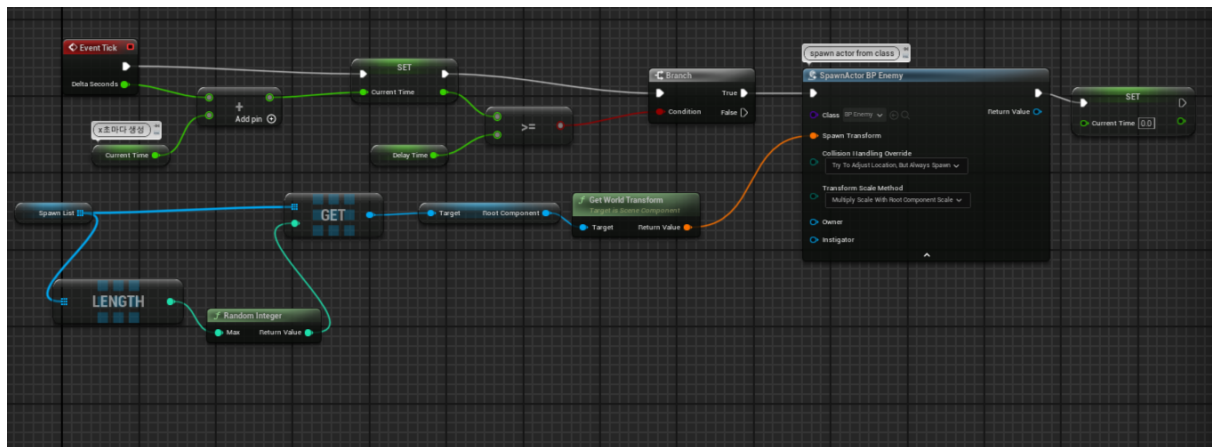 Event Tick
Delta Seconds
+
Add pin
x초마다 생성
Current Time
SET
Current Time
>=
Delay Time
Branch
True
Condition
False
spawn actor from class
SpawnActor BP Enemy
Class
BP Enemy
Return Value
Spawn Transform
Collision Handling Override
Try To Adjust Location, But Always Spawn
Transform Scale Method
Multiply Scale With Root Component Scale
Owner
Instigator
SET
Current Time
0.0
Spawn List
GET
Target
Root Component
Get World Transform
Target is Scene Component
Target
Return Value
LENGTH
Random Integer
Max
Return Value